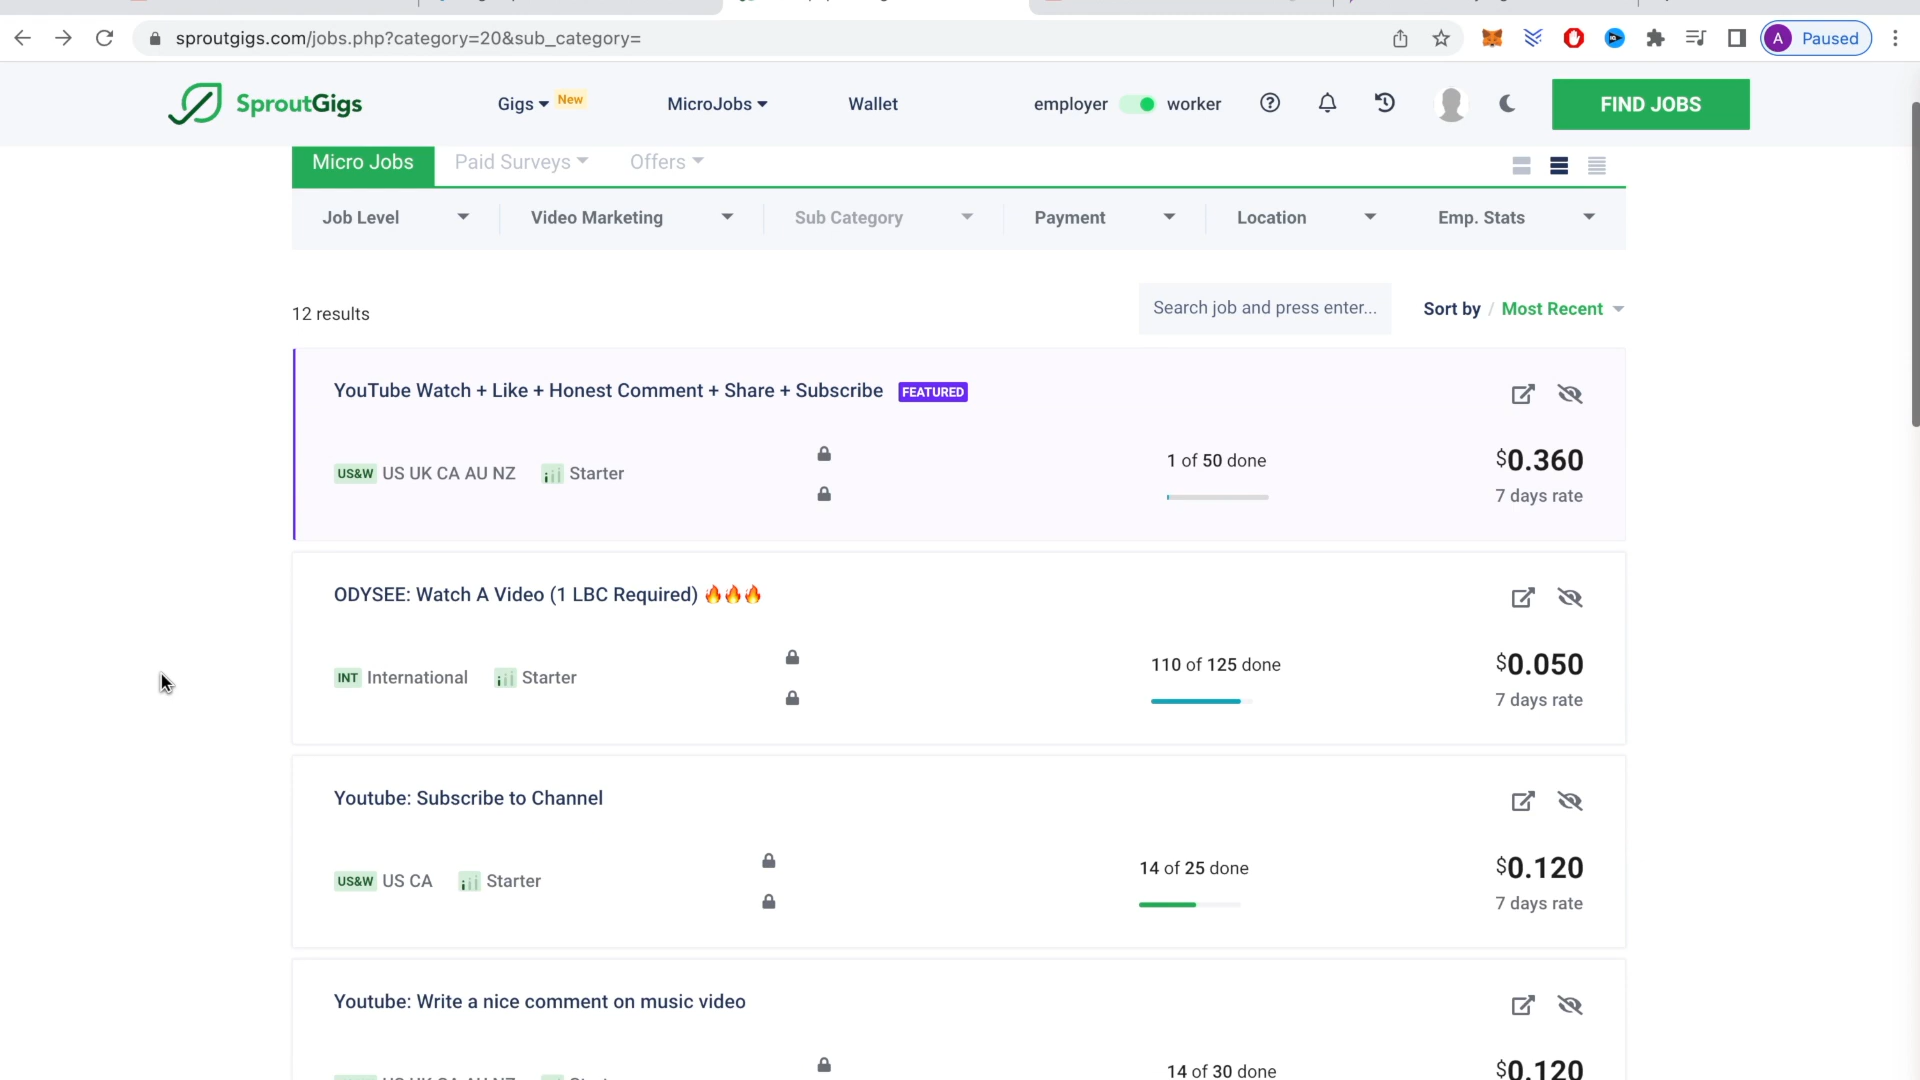 sproutgigs.com/jobs.php?category=20&sub_category=
A Paused
SproutGigs
Gigs New MicroJobs Wallet employer worker FIND JOBS
Micro Jobs Paid Surveys Offers
Job Level Video Marketing Sub Category Payment Location Emp. Stats
12 results
Search job and press enter...
Sort by / Most Recent
YouTube Watch + Like + Honest Comment + Share + Subscribe FEATURED
US&W US UK CA AU NZ Starter
1 of 50 done
$0.360
7 days rate
ODYSEE: Watch A Video (1 LBC Required) 🔥🔥🔥
INT International Starter
110 of 125 done
$0.050
7 days rate
Youtube: Subscribe to Channel
US&W US CA Starter
14 of 25 done
$0.120
7 days rate
Youtube: Write a nice comment on music video
14 of 30 done
$0.120